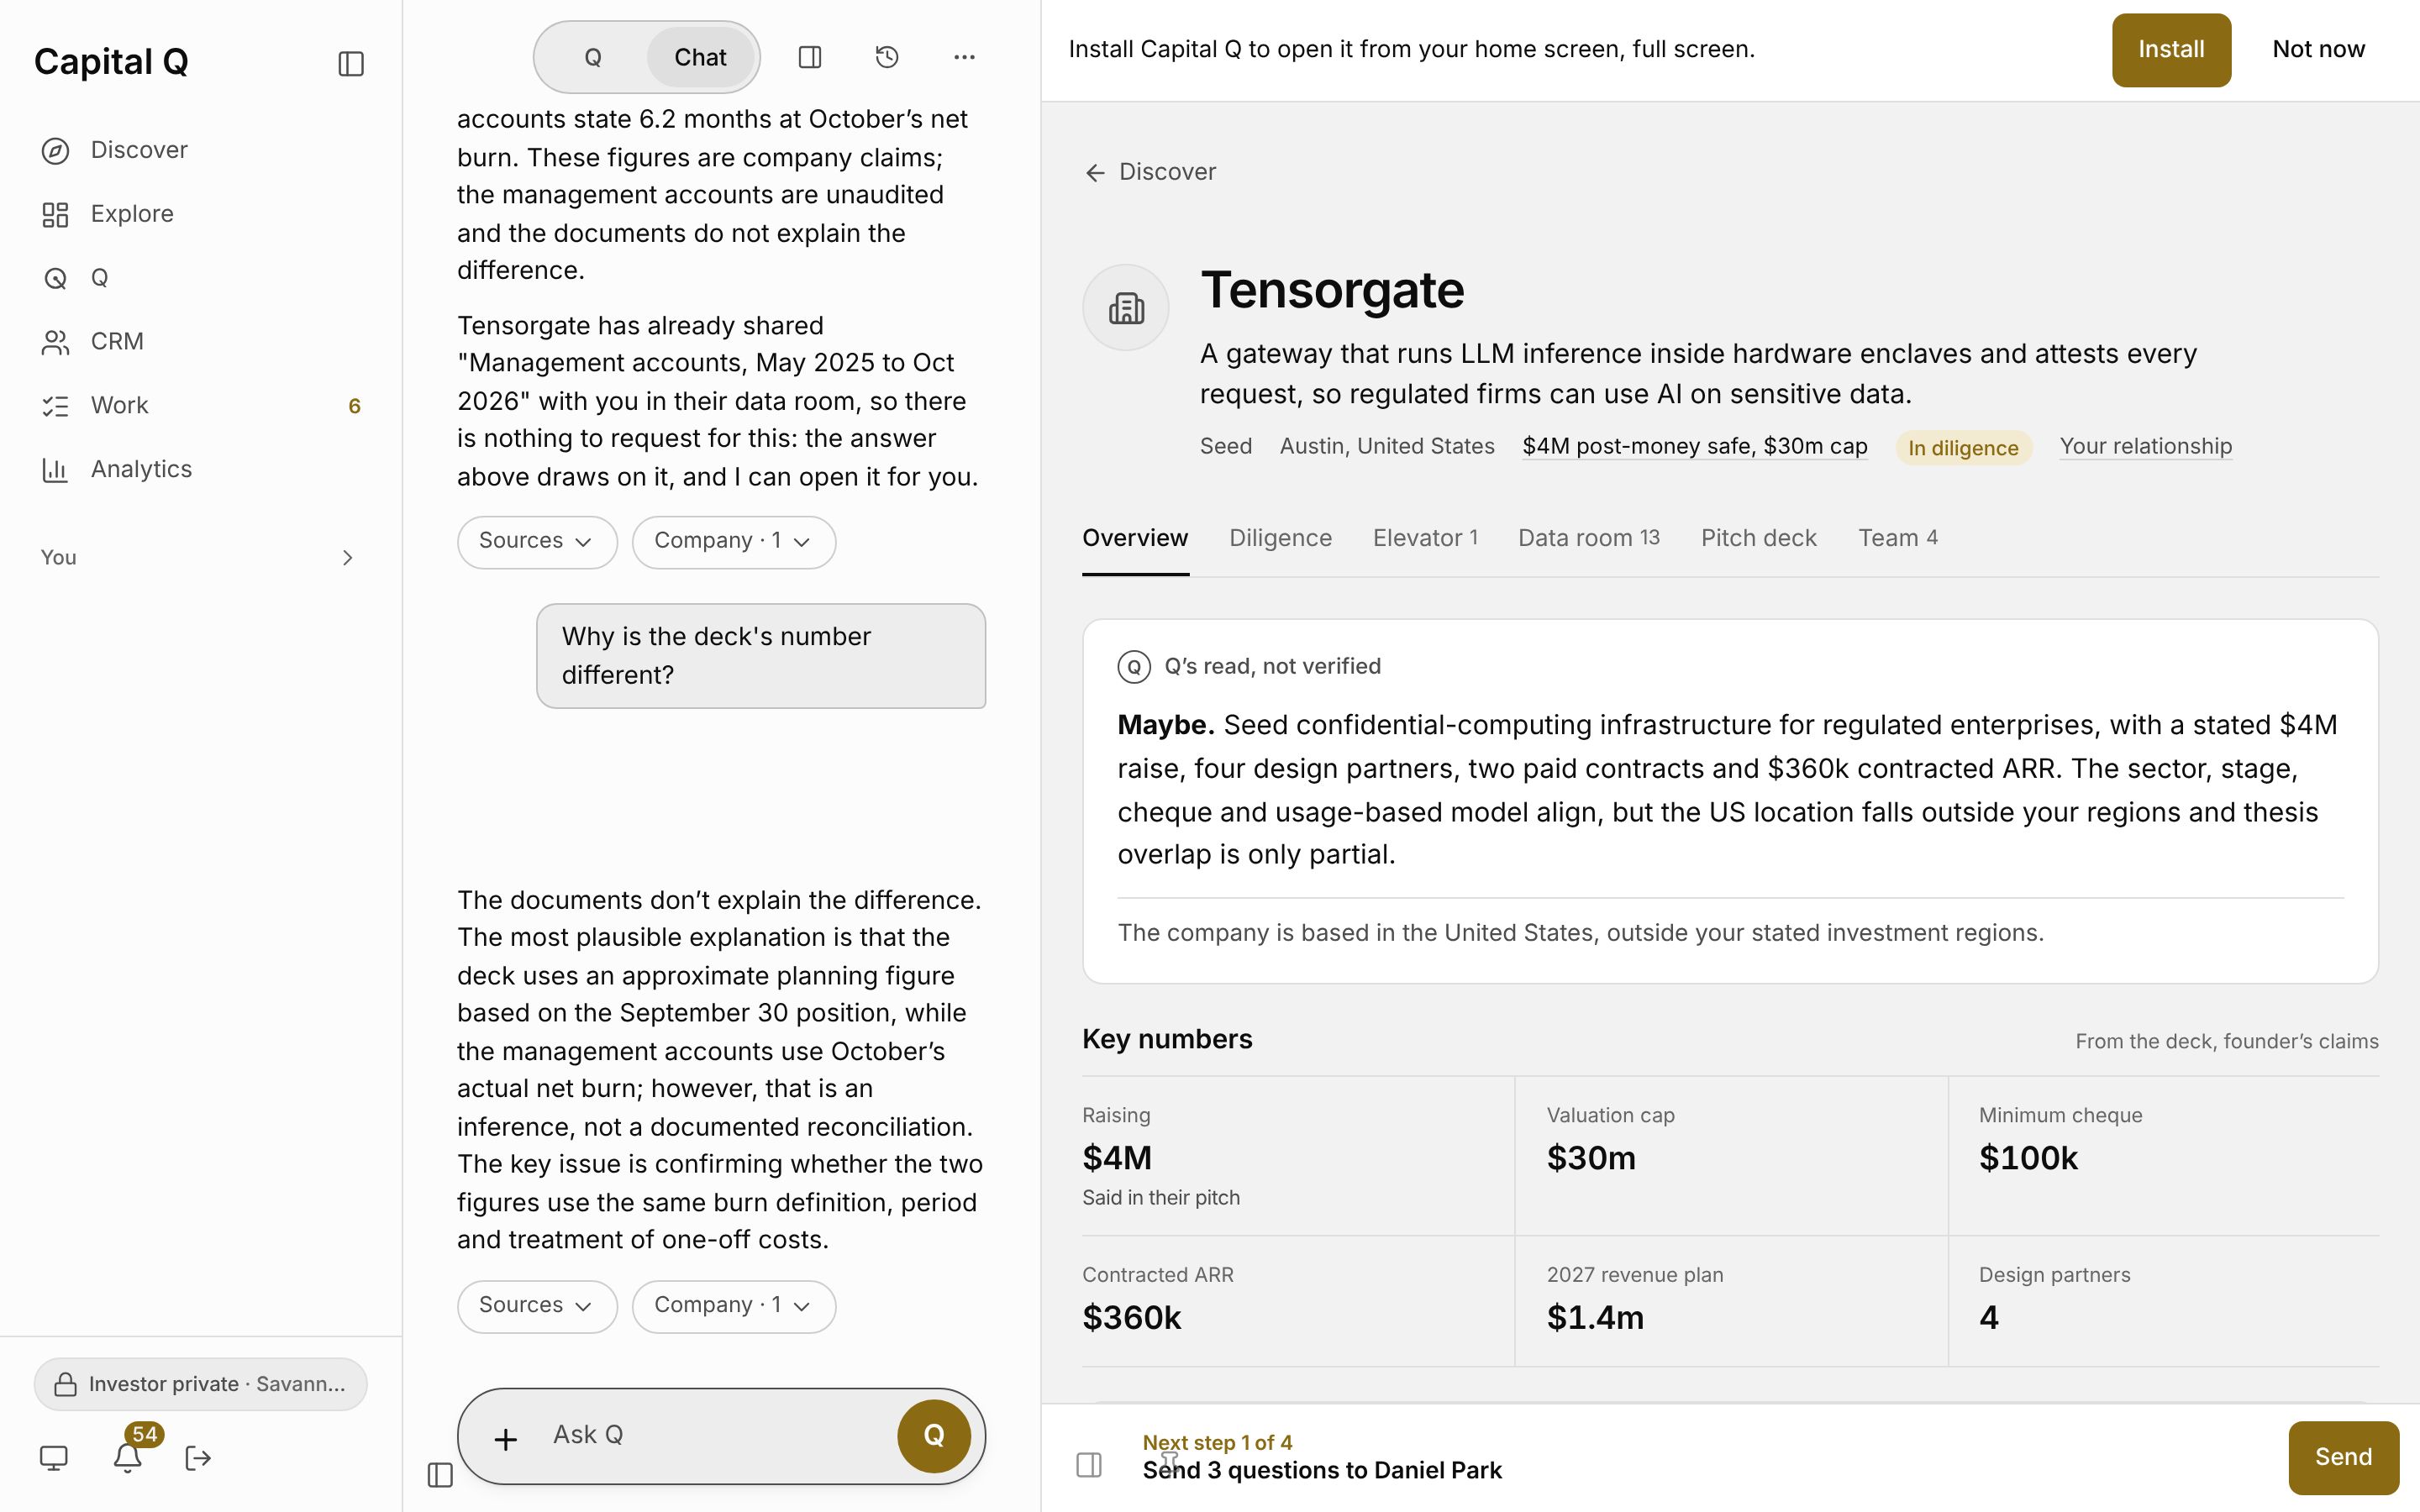 Capital Q
Discover
Explore
Q
CRM
Work 6
Analytics
You
Investor private · Savann...
54
Q Chat
accounts state 6.2 months at October’s net
burn. These figures are company claims;
the management accounts are unaudited
and the documents do not explain the
difference.
Tensorgate has already shared
"Management accounts, May 2025 to Oct
2026" with you in their data room, so there
is nothing to request for this: the answer
above draws on it, and I can open it for you.
Sources Company · 1
Why is the deck's number
different?
The documents don’t explain the difference.
The most plausible explanation is that the
deck uses an approximate planning figure
based on the September 30 position, while
the management accounts use October’s
actual net burn; however, that is an
inference, not a documented reconciliation.
The key issue is confirming whether the two
figures use the same burn definition, period
and treatment of one-off costs.
Sources Company · 1
Ask Q Q
Install Capital Q to open it from your home screen, full screen. Install Not now
Discover
Tensorgate
A gateway that runs LLM inference inside hardware enclaves and attests every
request, so regulated firms can use AI on sensitive data.
Seed Austin, United States $4M post-money safe, $30m cap In diligence Your relationship
Overview Diligence Elevator 1 Data room 13 Pitch deck Team 4
Q Q’s read, not verified
Maybe. Seed confidential-computing infrastructure for regulated enterprises, with a stated $4M
raise, four design partners, two paid contracts and $360k contracted ARR. The sector, stage,
cheque and usage-based model align, but the US location falls outside your regions and thesis
overlap is only partial.
The company is based in the United States, outside your stated investment regions.
Key numbers From the deck, founder’s claims
Raising Valuation cap Minimum cheque
$4M $30m $100k
Said in their pitch
Contracted ARR 2027 revenue plan Design partners
$360k $1.4m 4
Next step 1 of 4
Send 3 questions to Daniel Park
Send